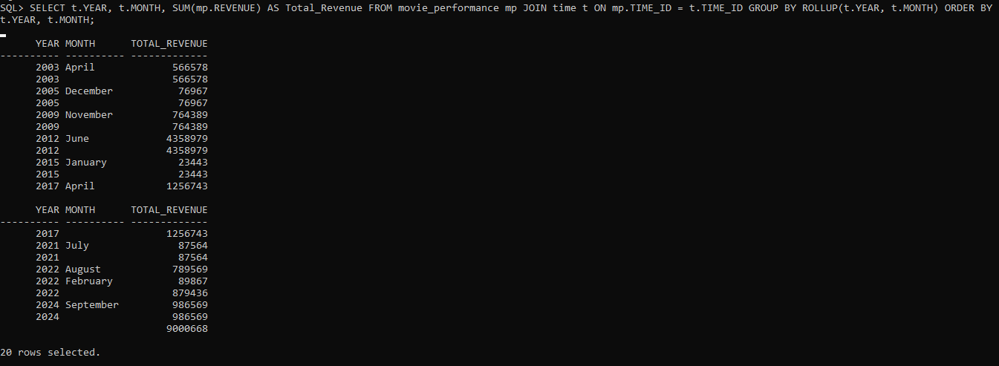 SQL> SELECT t.YEAR, t.MONTH, SUM(mp.REVENUE) AS Total_Revenue FROM movie_performance mp JOIN time t ON mp.TIME_ID = t.TIME_ID GROUP BY ROLLUP(t.YEAR, t.MONTH) ORDER BY
t.YEAR, t.MONTH;
YEAR MONTH TOTAL_REVENUE
---------- ---------- -------------
2003 April 566578
2003 566578
2005 December 76967
2005 76967
2009 November 764389
2009 764389
2012 June 4358979
2012 4358979
2015 January 23443
2015 23443
2017 April 1256743
YEAR MONTH TOTAL_REVENUE
---------- ---------- -------------
2017 1256743
2021 July 87564
2021 87564
2022 August 789569
2022 February 89867
2022 879436
2024 September 986569
2024 986569
9000668
20 rows selected.